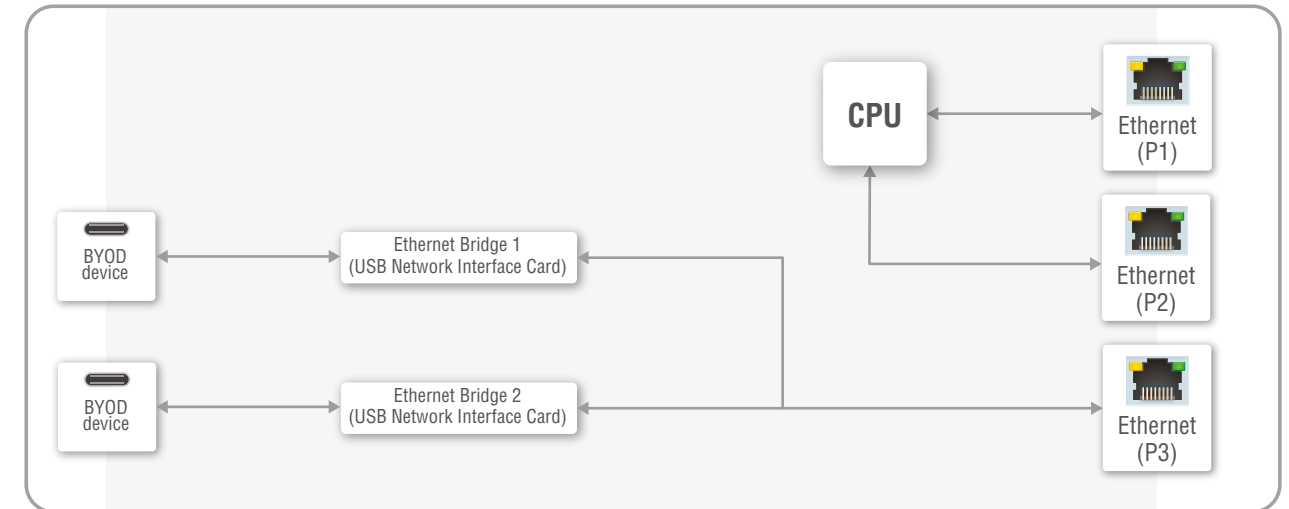 CPU
Ethernet
(P1)
BYOD
device
Ethernet Bridge 1
(USB Network Interface Card)
Ethernet
(P2)
BYOD
device
Ethernet Bridge 2
(USB Network Interface Card)
Ethernet
(P3)